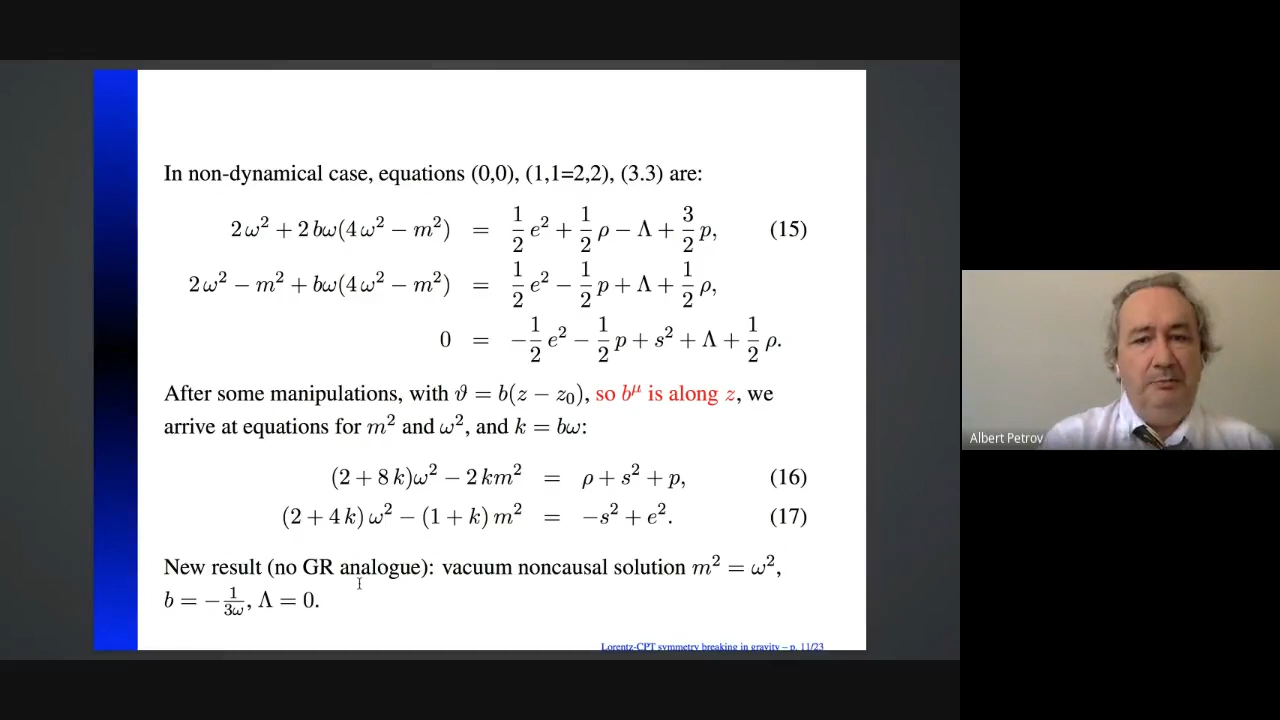 In non-dynamical case, equations (0,0), (1,1=2,2), (3.3) are:
2ω² + 2bω(4ω² − m²) = 1/2 e² + 1/2 ρ − Λ + 3/2 p, (15)
2ω² − m² + bω(4ω² − m²) = 1/2 e² − 1/2 p + Λ + 1/2 ρ,
0 = −1/2 e² − 1/2 p + s² + Λ + 1/2 ρ.
After some manipulations, with ϑ = b(z − z₀), so b^μ is along z, we
arrive at equations for m² and ω², and k = bω:
(2 + 8k)ω² − 2km² = ρ + s² + p, (16)
(2 + 4k)ω² − (1 + k)m² = −s² + e². (17)
New result (no GR analogue): vacuum noncausal solution m² = ω²,
b = −1/3ω, Λ = 0.
Lorentz-CPT symmetry breaking in gravity – p. 11/23
Albert Petrov